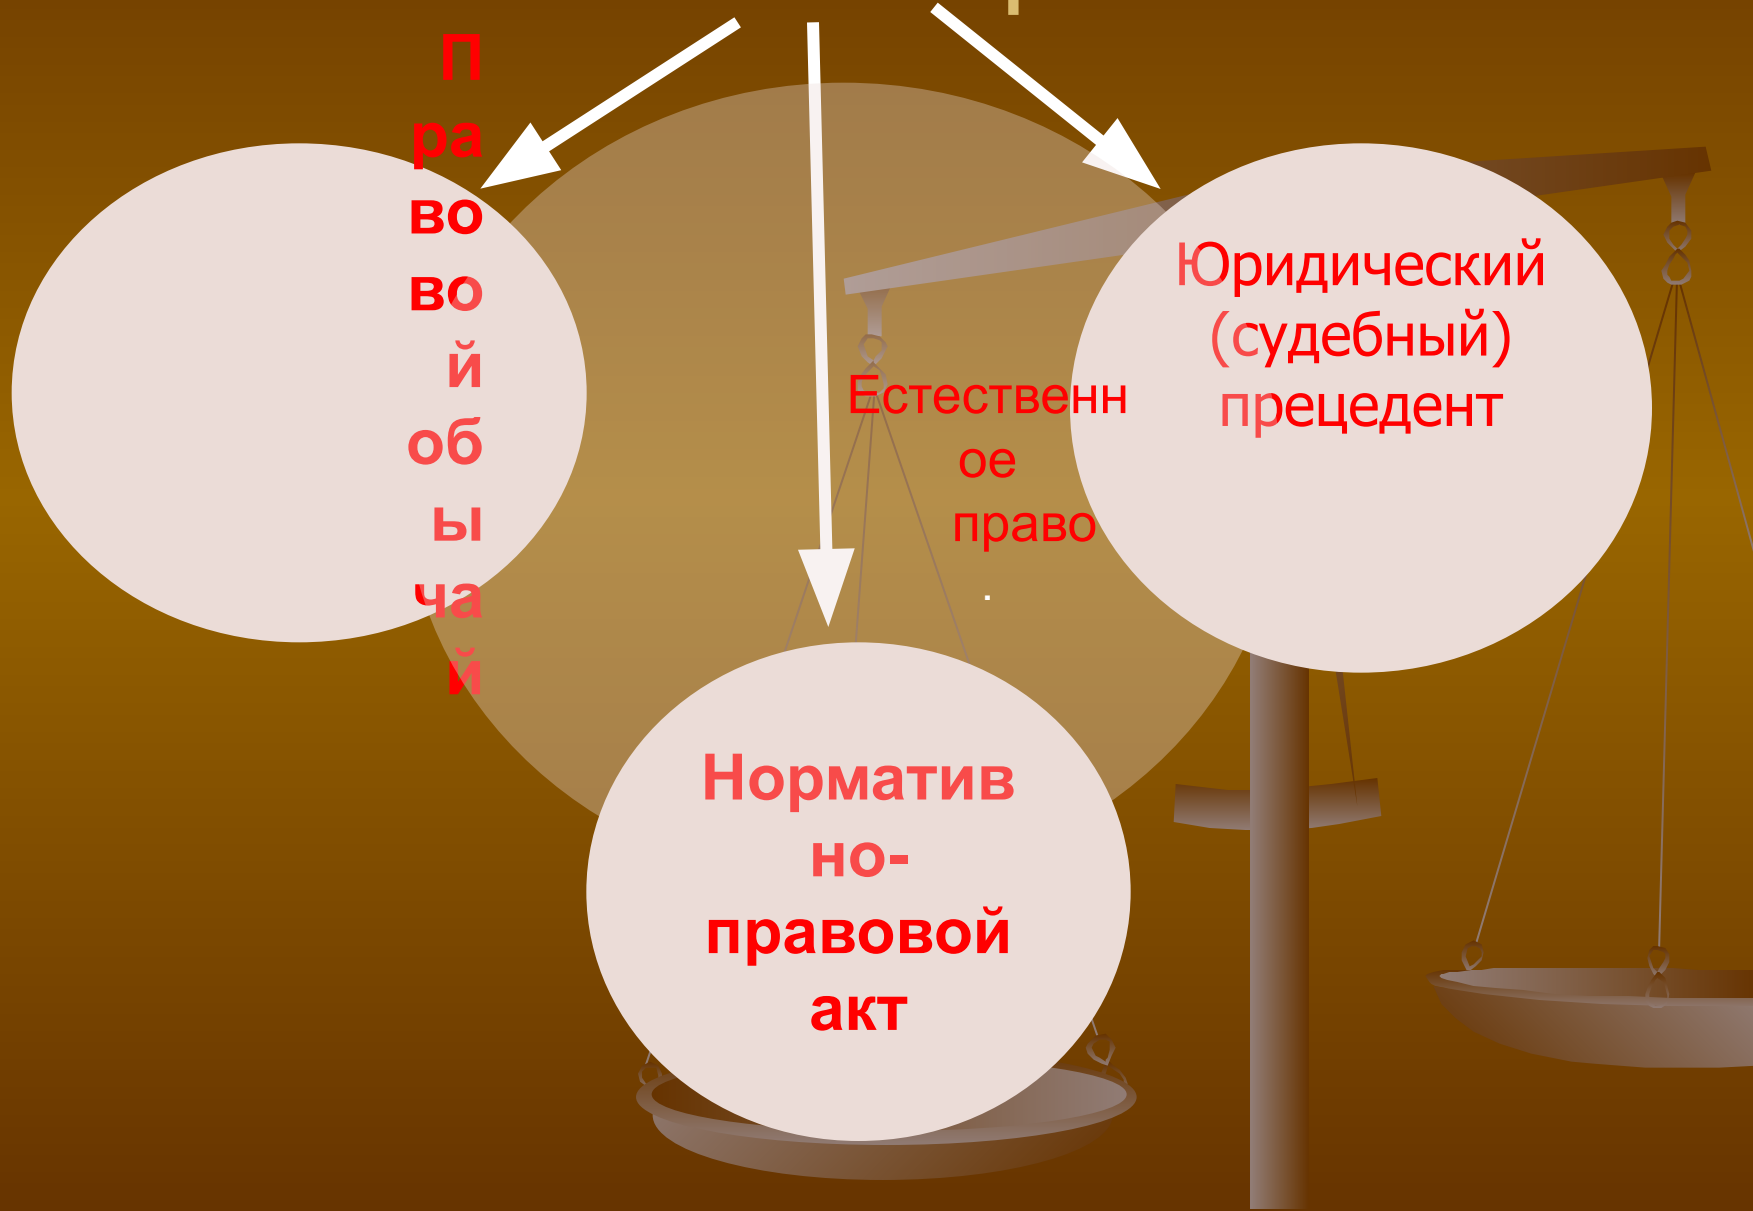 П
ра
во
во
й
об
ы
ча
й
Юридический
(судебный)
прецедент
Естественн
ое
право
.
Норматив
но-
правовой
акт